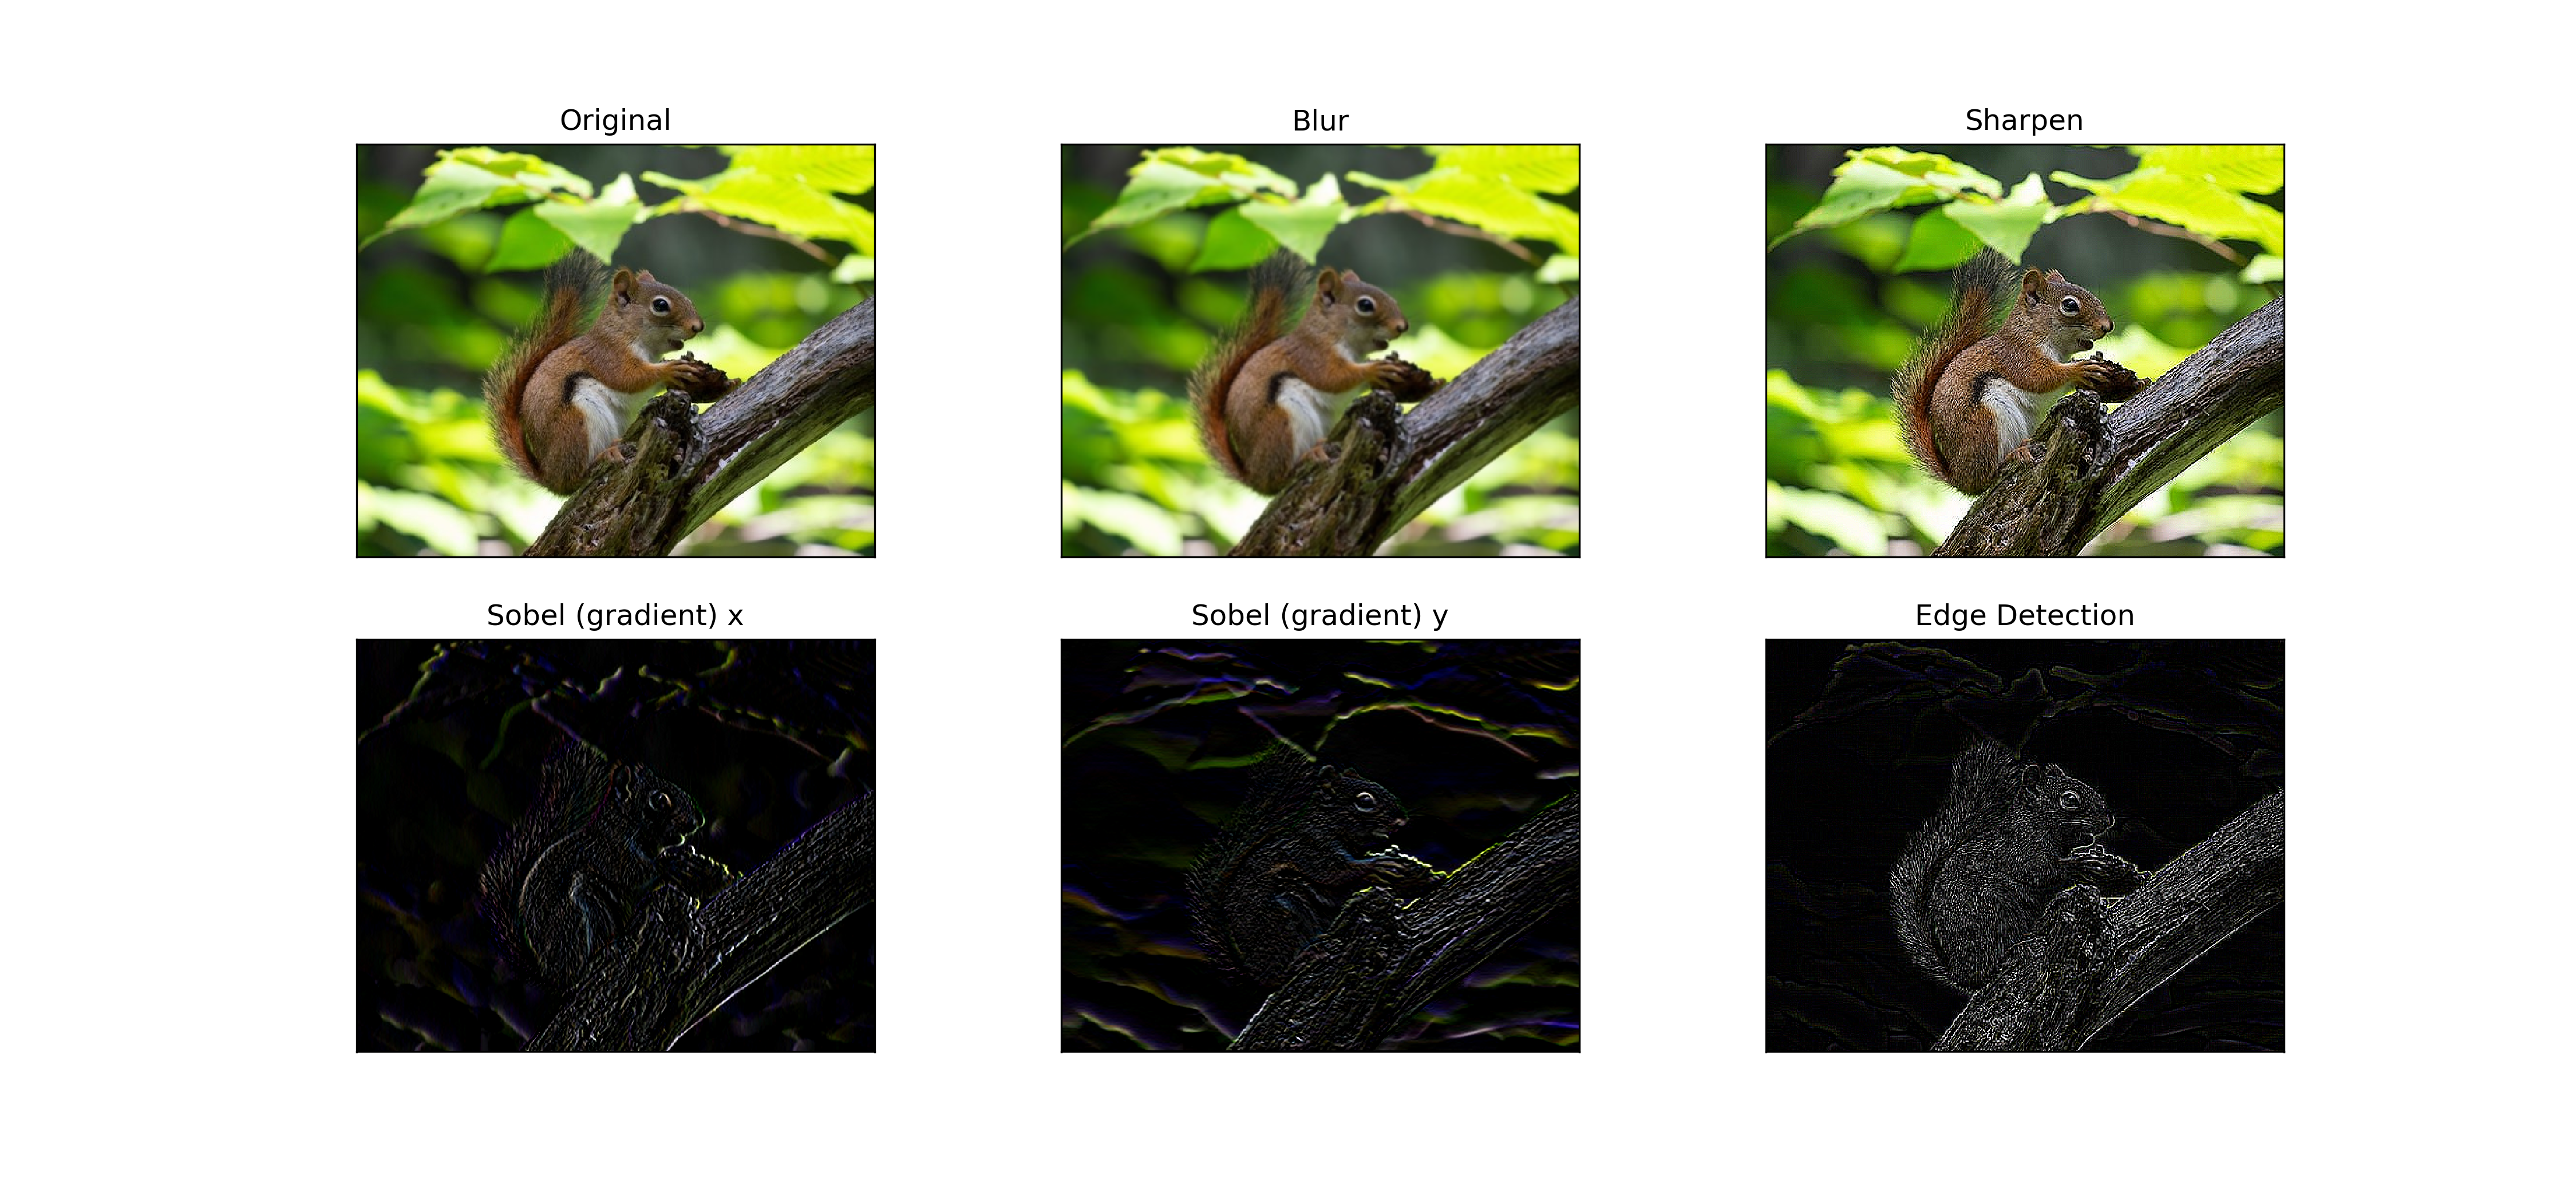 Original
Blur
Sharpen
Sobel (gradient) x
Sobel (gradient) y
Edge Detection